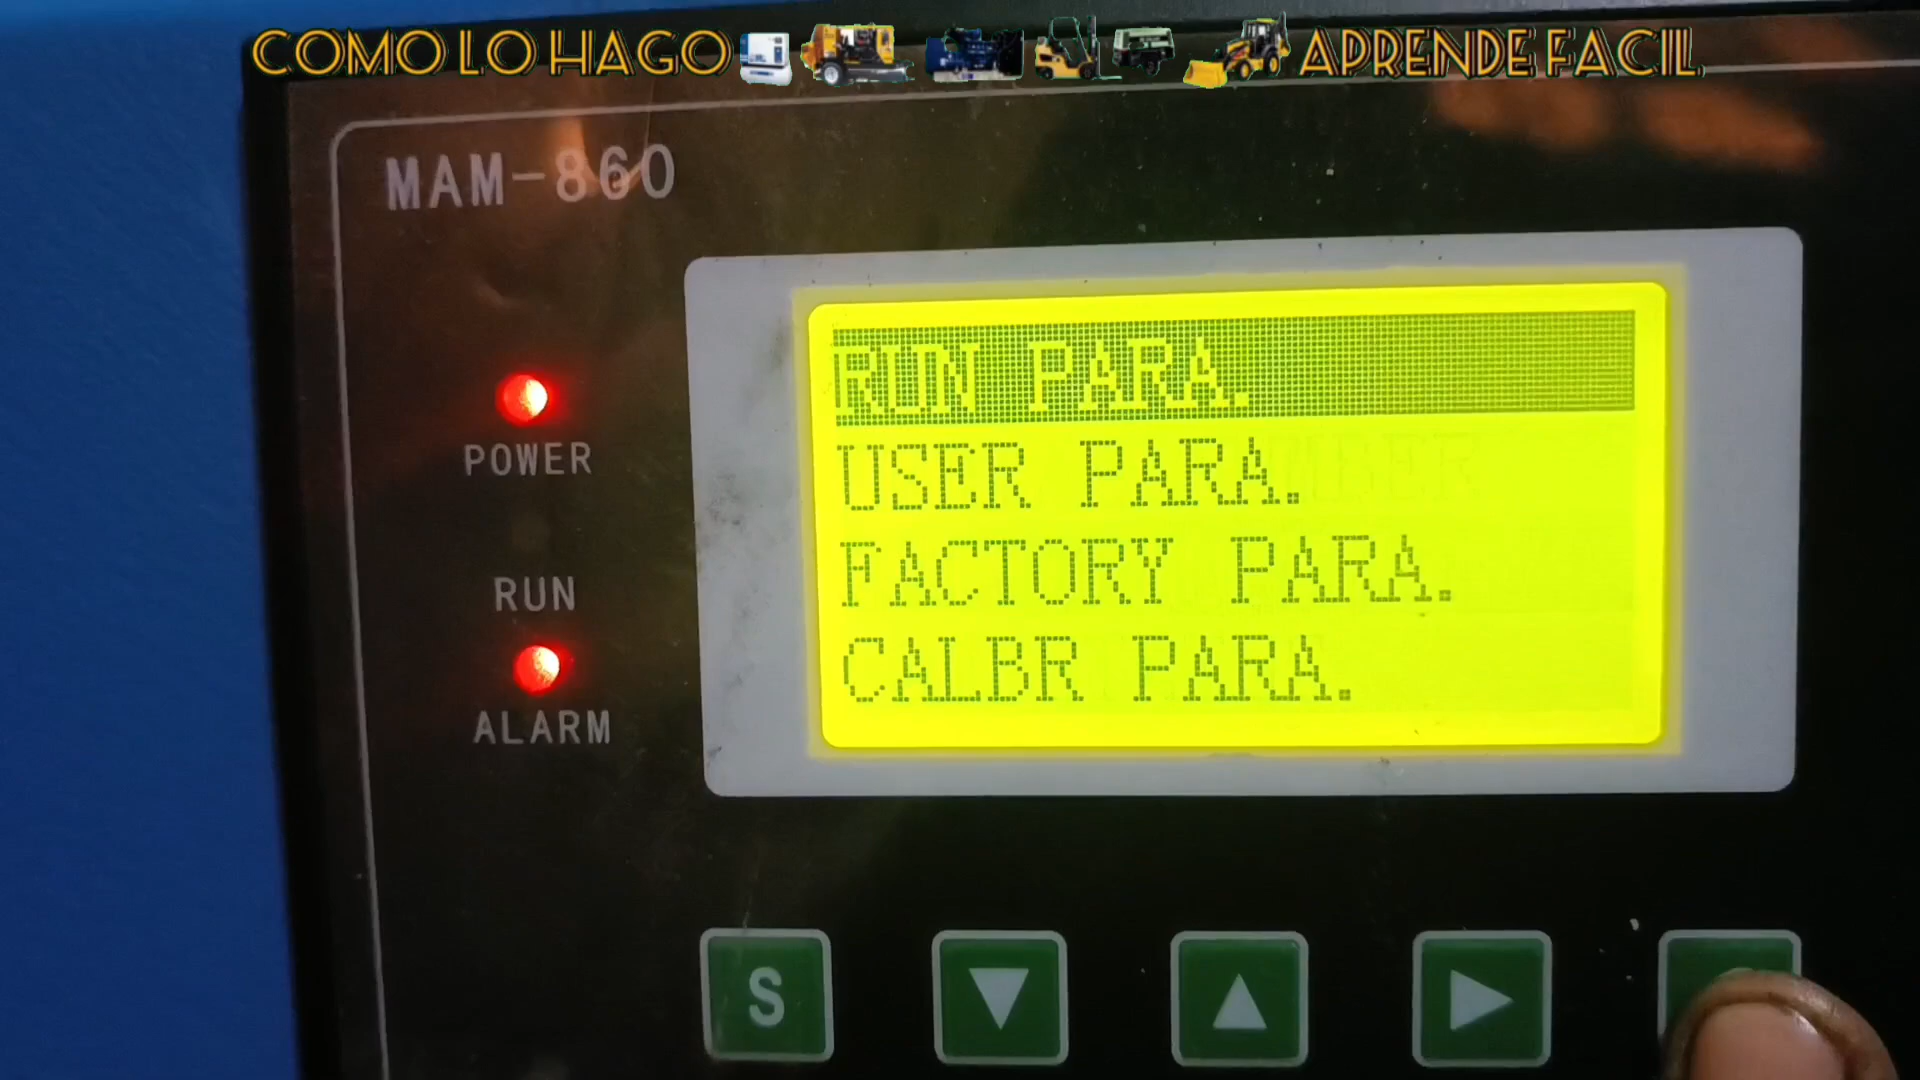 COMO LO HAGO APRENDE FACIL
MAM-860
POWER
RUN
ALARM
RUN PARA.
USER PARA.
FACTORY PARA.
CALBR PARA.
S